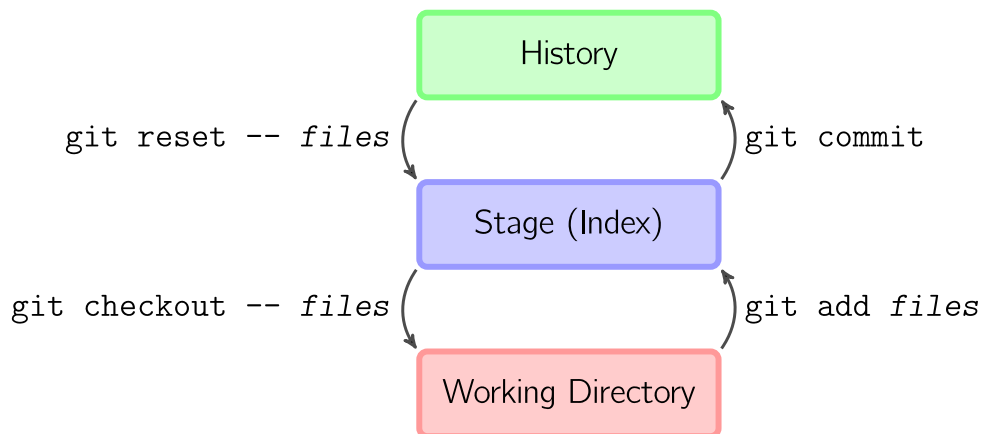 History
git reset -- files
git commit
Stage (Index)
git checkout -- files
git add files
Working Directory